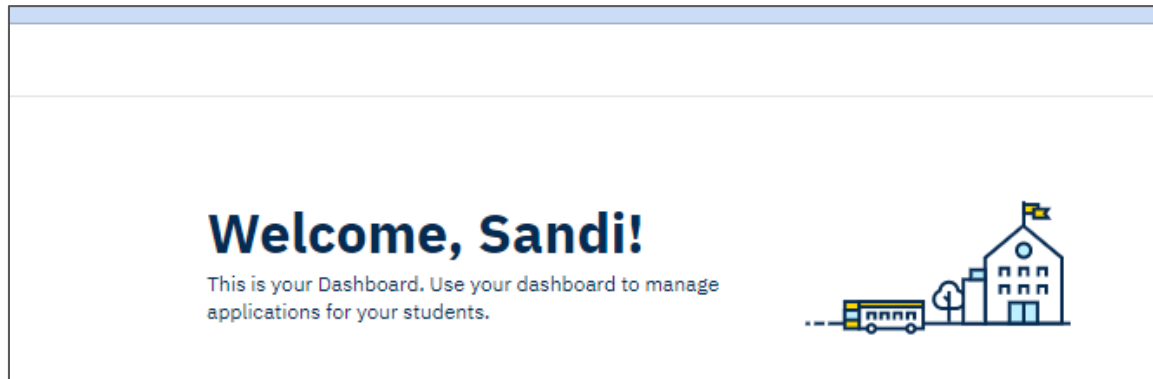 Welcome, Sandi!
This is your Dashboard. Use your dashboard to manage
applications for your students.